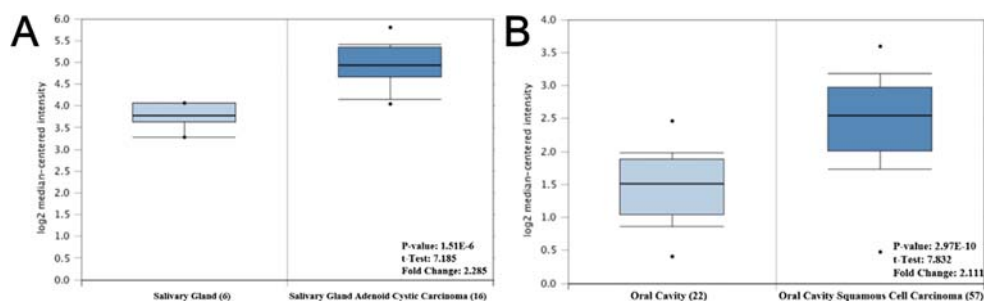 A
log2 median-centered intensity
6.0
5.5
5.0
4.5
4.0
3.5
3.0
2.5
2.0
1.5
1.0
0.5
0.0
P-value: 1.51E-6
t-Test: 7.185
Fold Change: 2.285
Salivary Gland (6)
Salivary Gland Adenoid Cystic Carcinoma (16)
B
log2 median-centered intensity
4.0
3.5
3.0
2.5
2.0
1.5
1.0
0.5
0.0
P-value: 2.97E-10
t-Test: 7.832
Fold Change: 2.111
Oral Cavity (22)
Oral Cavity Squamous Cell Carcinoma (57)